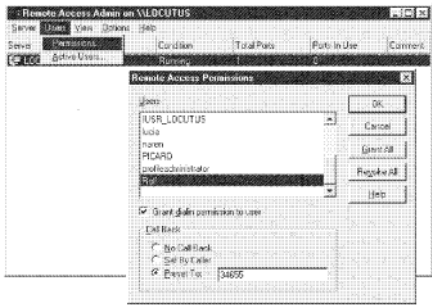 Remote Access Admin on \\LOCUTUS
Server Users View Options Help
Permissions...
Active Users...
Server Condition Total Ports Ports In Use Comment
Running 1 0
Remote Access Permissions
Users
IUSR_LOCUTUS
lucia
naren
PICARD
profileadministrator
OK
Cancel
Grant All
Revoke All
Help
Grant dialin permission to user
Call Back
No Call Back
Set By Caller
Preset To: 34655